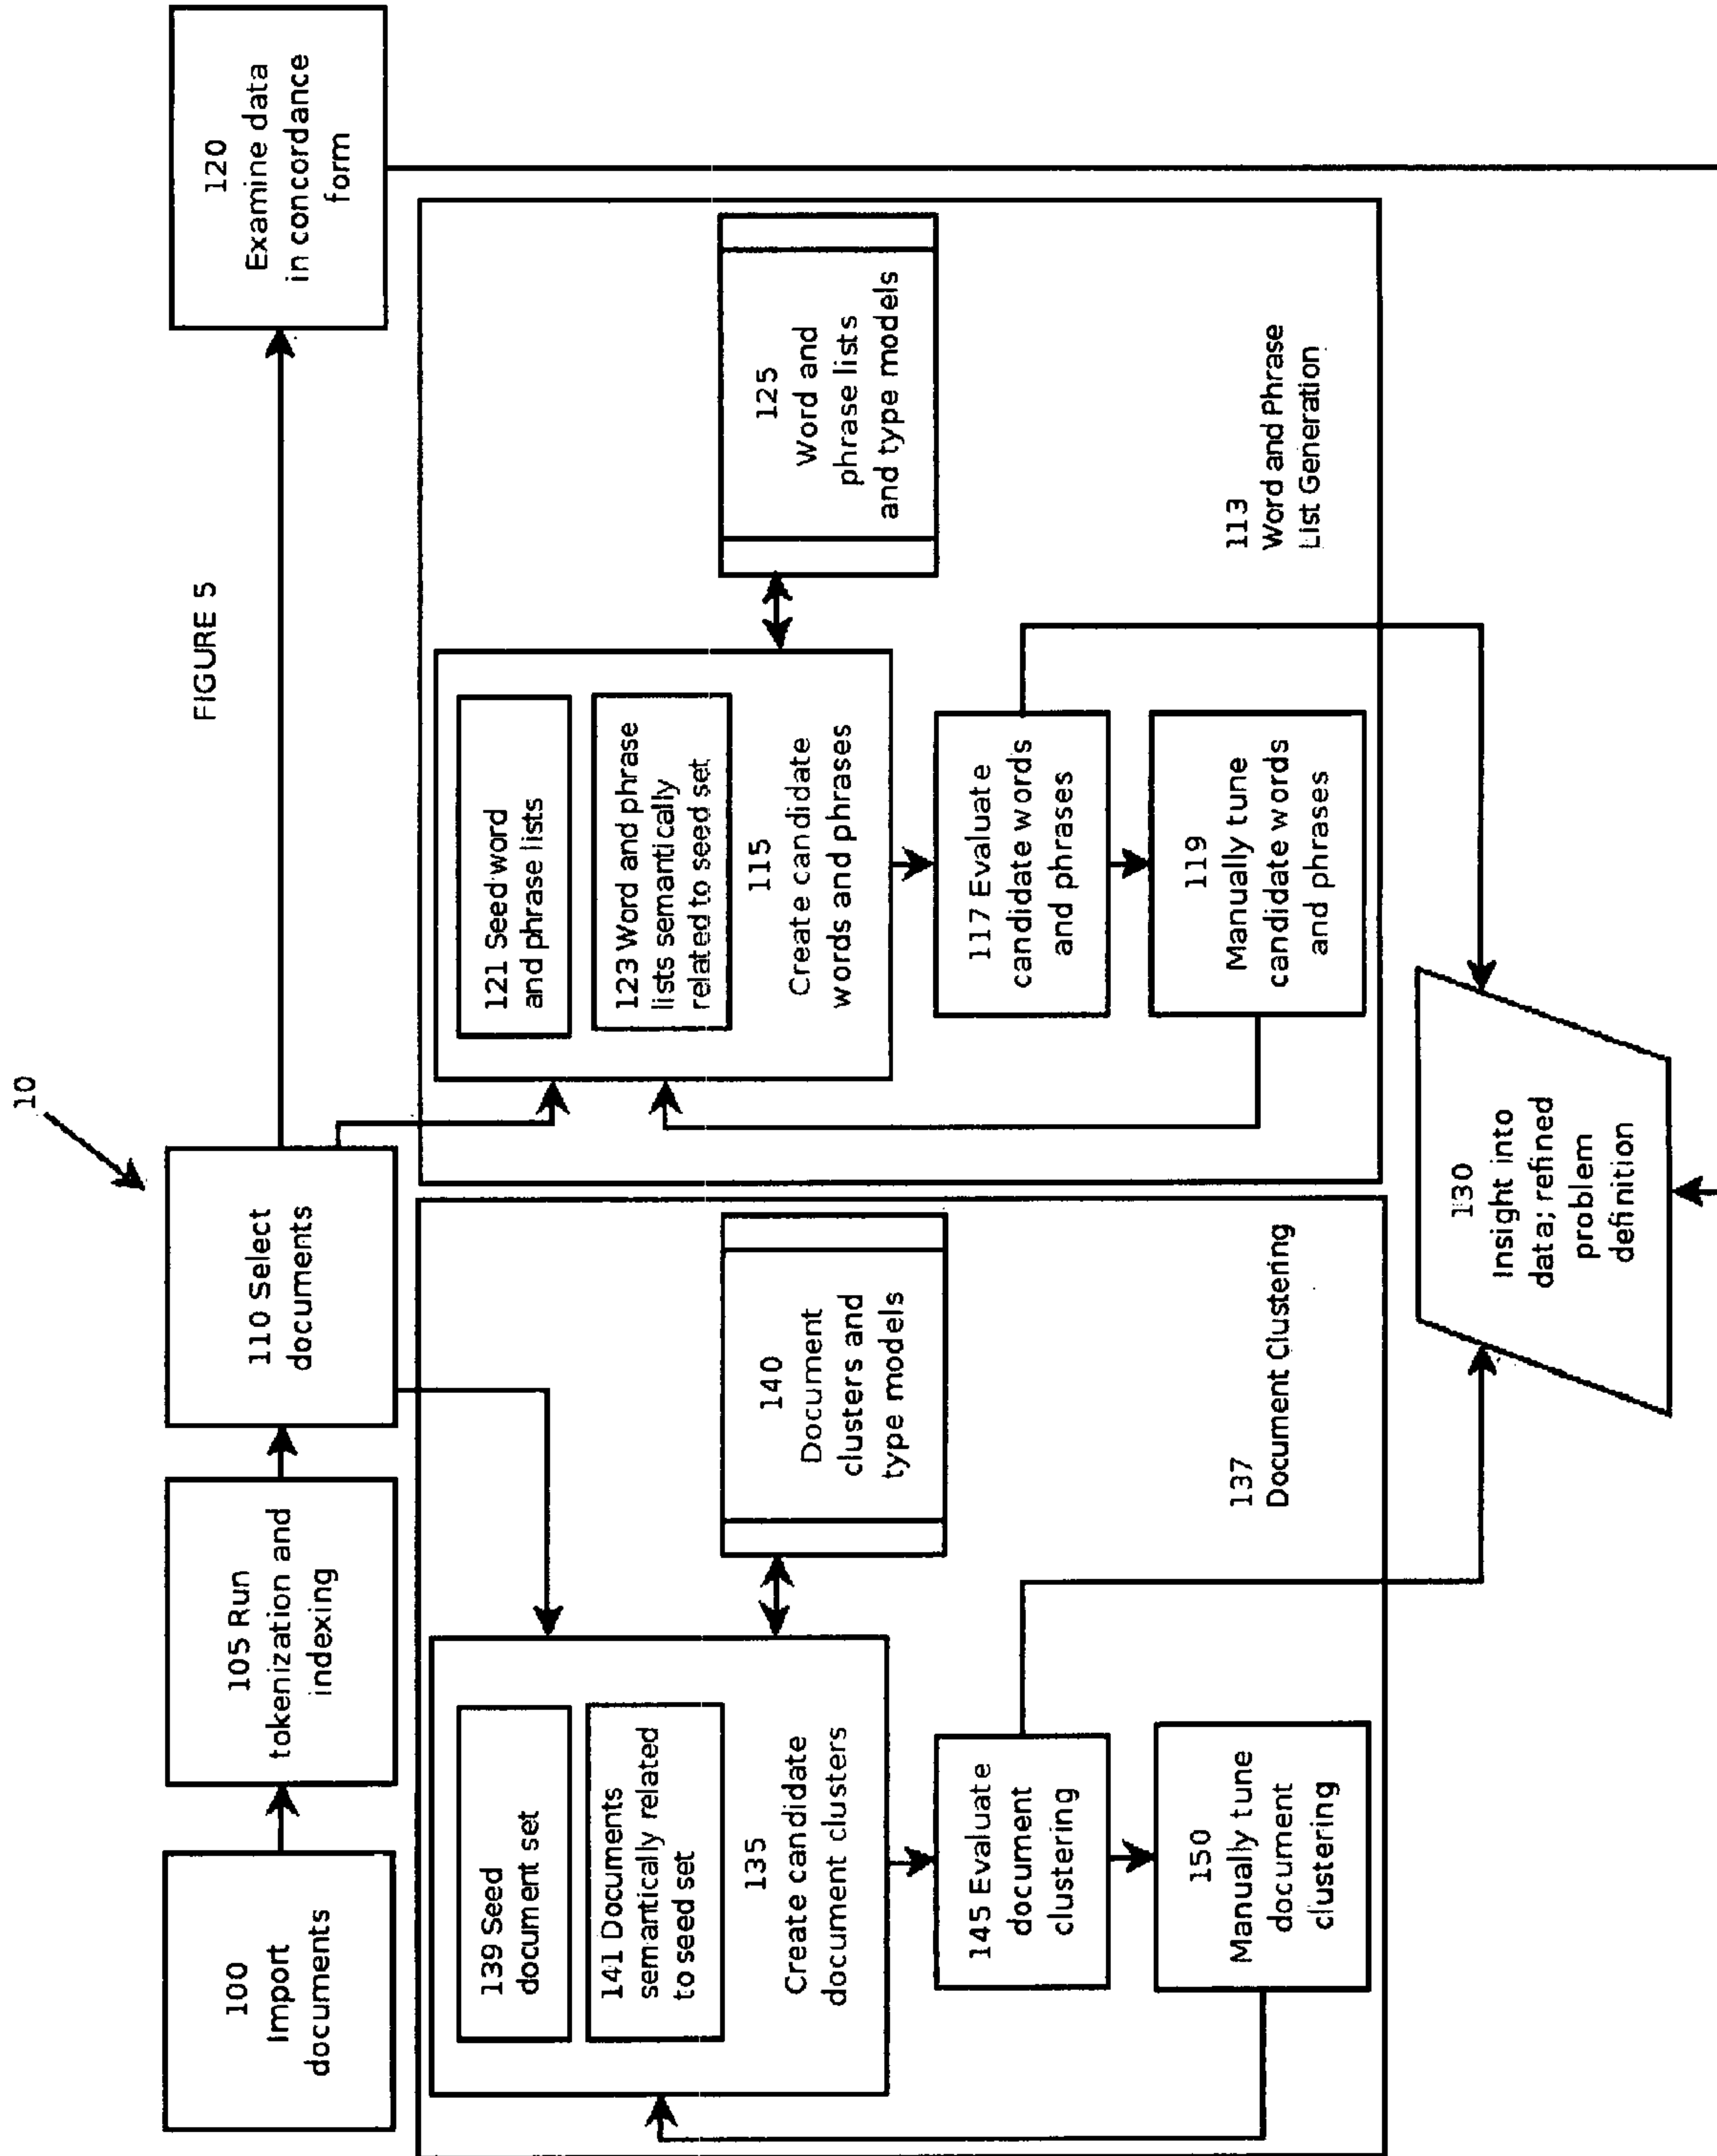 FIGURE 5
10
100
Import
documents
105 Run
tokenization and
indexing
110 Select
documents
120
Examine data
in concordance
form
139 Seed
document set
141 Documents
semantically related
to seed set
135
Create candidate
document clusters
140
Document
clusters and
type models
145 Evaluate
document
clustering
150
Manually tune
document
clustering
137
Document Clustering
121 Seed word
and phrase lists
123 Word and phrase
lists semantically
related to seed set
115
Create candidate
words and phrases
125
Word and
phrase lists
and type models
117 Evaluate
candidate words
and phrases
119
Manually tune
candidate words
and phrases
113
Word and Phrase
List Generation
130
Insight into
data; refined
problem
definition